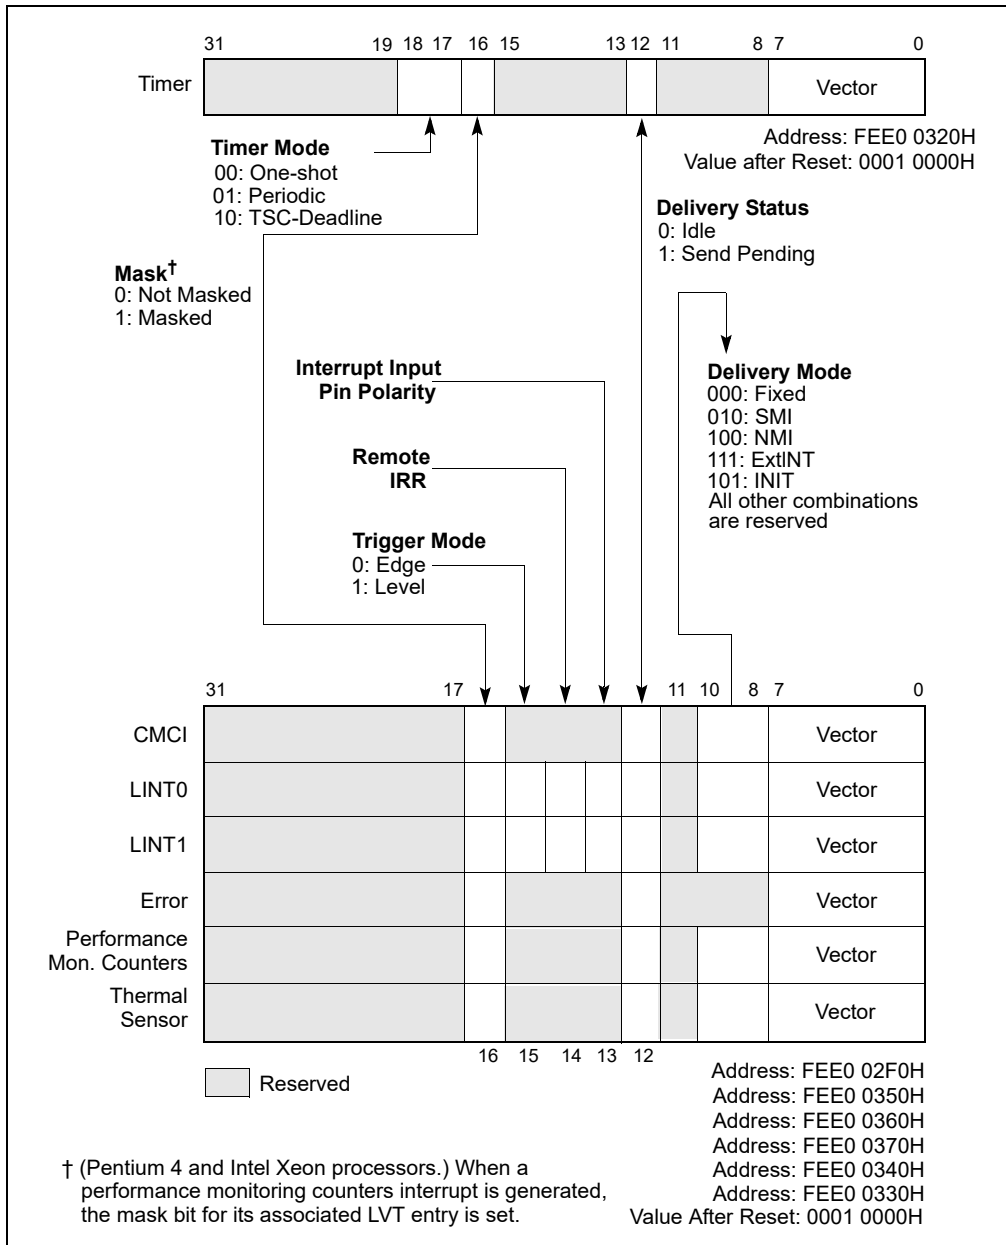 31 19 18 17 16 15 13 12 11 8 7 0
Timer Vector
Address: FEE0 0320H
Value after Reset: 0001 0000H
Timer Mode
00: One-shot
01: Periodic
10: TSC-Deadline
Delivery Status
0: Idle
1: Send Pending
Mask†
0: Not Masked
1: Masked
Interrupt Input
Pin Polarity
Delivery Mode
000: Fixed
010: SMI
100: NMI
111: ExtlNT
101: INIT
All other combinations
are reserved
Remote
IRR
Trigger Mode
0: Edge
1: Level
31 17 11 10 8 7 0
CMCI Vector
LINT0 Vector
LINT1 Vector
Error Vector
Performance
Mon. Counters Vector
Thermal
Sensor Vector
16 15 14 13 12
Reserved
Address: FEE0 02F0H
Address: FEE0 0350H
Address: FEE0 0360H
Address: FEE0 0370H
Address: FEE0 0340H
Address: FEE0 0330H
Value After Reset: 0001 0000H
† (Pentium 4 and Intel Xeon processors.) When a
performance monitoring counters interrupt is generated,
the mask bit for its associated LVT entry is set.